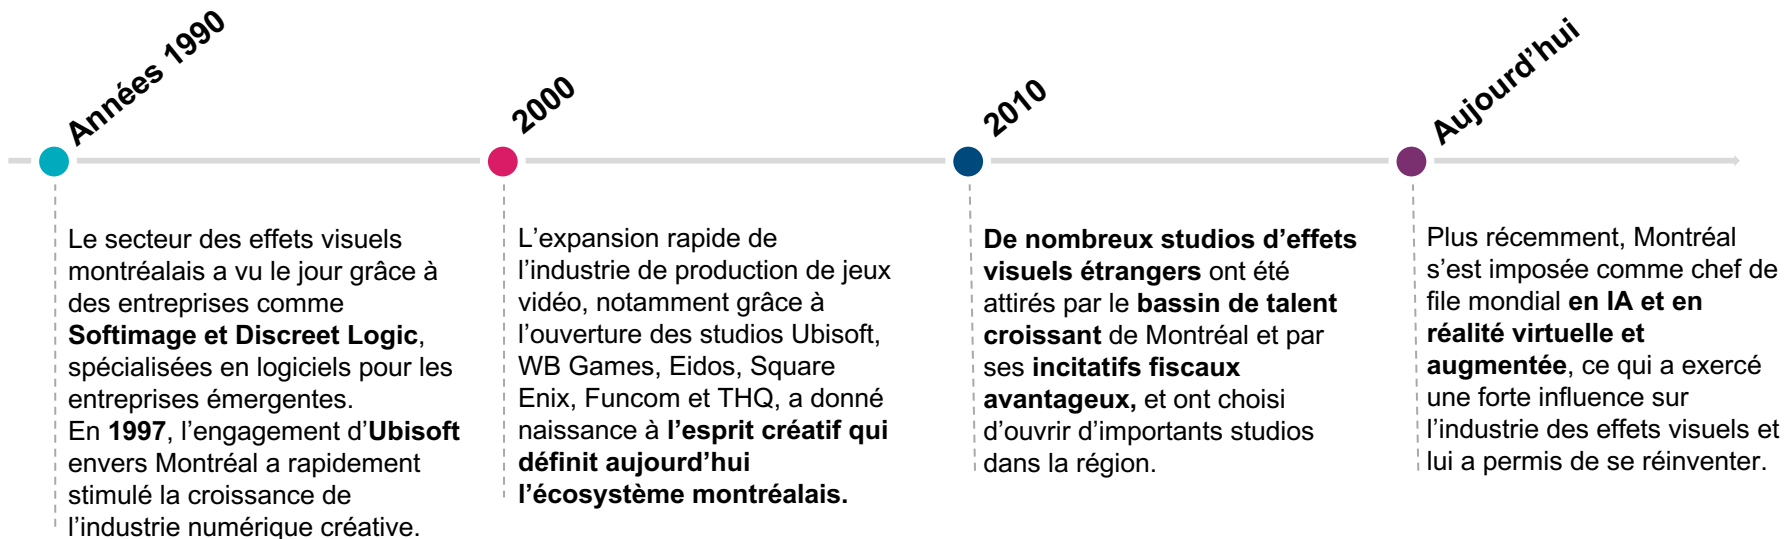 Années 1990
Le secteur des effets visuels
montréalais a vu le jour grâce à
des entreprises comme
Softimage et Discreet Logic,
spécialisées en logiciels pour les
entreprises émergentes.
En 1997, l’engagement d’Ubisoft
envers Montréal a rapidement
stimulé la croissance de
l’industrie numérique créative.
2000
L’expansion rapide de
l’industrie de production de jeux
vidéo, notamment grâce à
l’ouverture des studios Ubisoft,
WB Games, Eidos, Square
Enix, Funcom et THQ, a donné
naissance à l’esprit créatif qui
définit aujourd’hui
l’écosystème montréalais.
2010
De nombreux studios d’effets
visuels étrangers ont été
attirés par le bassin de talent
croissant de Montréal et par
ses incitatifs fiscaux
avantageux, et ont choisi
d’ouvrir d’importants studios
dans la région.
Aujourd’hui
Plus récemment, Montréal
s’est imposée comme chef de
file mondial en IA et en
réalité virtuelle et
augmentée, ce qui a exercé
une forte influence sur
l’industrie des effets visuels et
lui a permis de se réinventer.